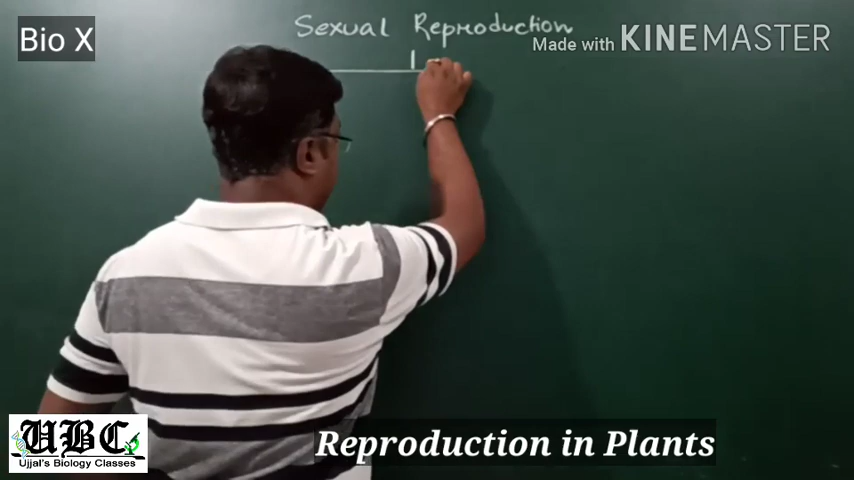 Sexual Reproduction
Bio X
Made with KINEMASTER
UBC
Ujjal's Biology Classes
Reproduction in Plants